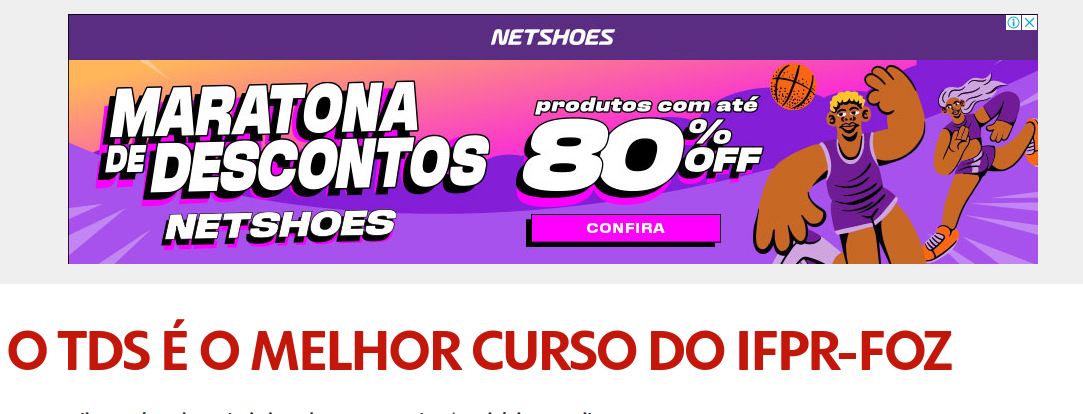 NETSHOES
MARATONA
DE DESCONTOS
NETSHOES
produtos com até
80% OFF
CONFIRA
O TDS É O MELHOR CURSO DO IFPR-FOZ